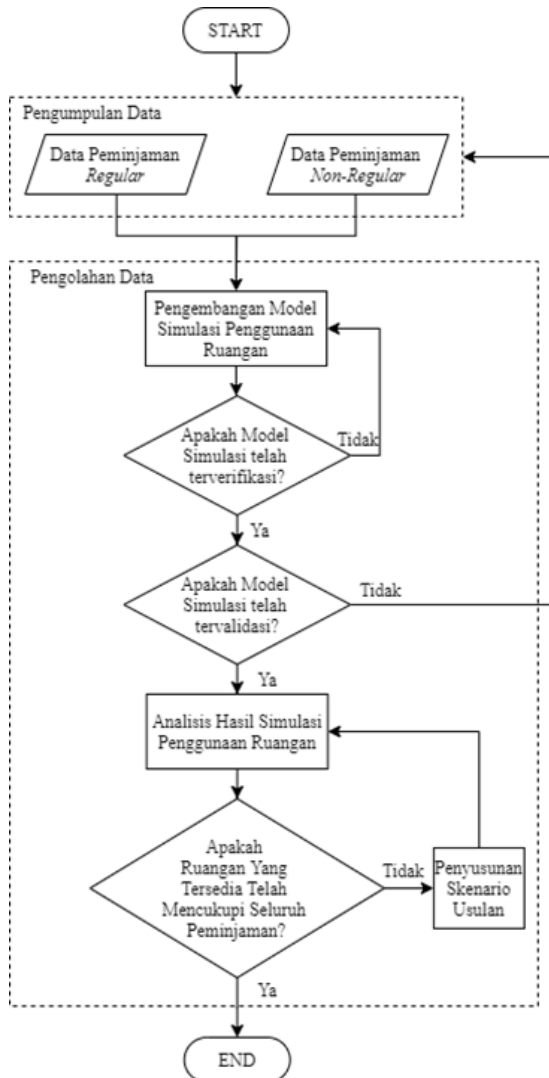 START
Pengumpulan Data
Data Peminjaman
Regular
Data Peminjaman
Non-Regular
Pengolahan Data
Pengembangan Model
Simulasi Penggunaan
Ruangan
Apakah Model
Simulasi telah
terverifikasi?
Tidak
Ya
Apakah Model
Simulasi telah
tervalidasi?
Tidak
Ya
Analisis Hasil Simulasi
Penggunaan Ruangan
Apakah
Ruangan Yang
Tersedia Telah
Mencukupi Seluruh
Peminjaman?
Tidak
Penyusunan
Skenario
Usulan
Ya
END